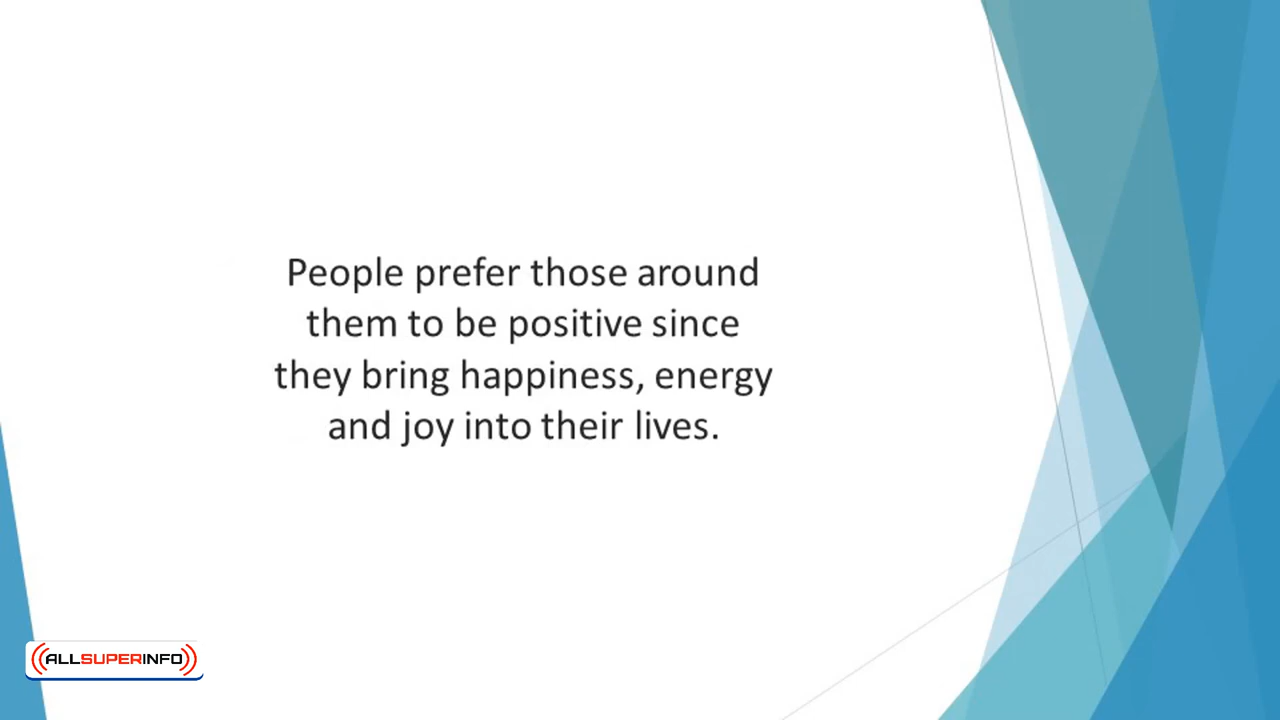 People prefer those around
them to be positive since
they bring happiness, energy
and joy into their lives.
ALLSUPERINFO